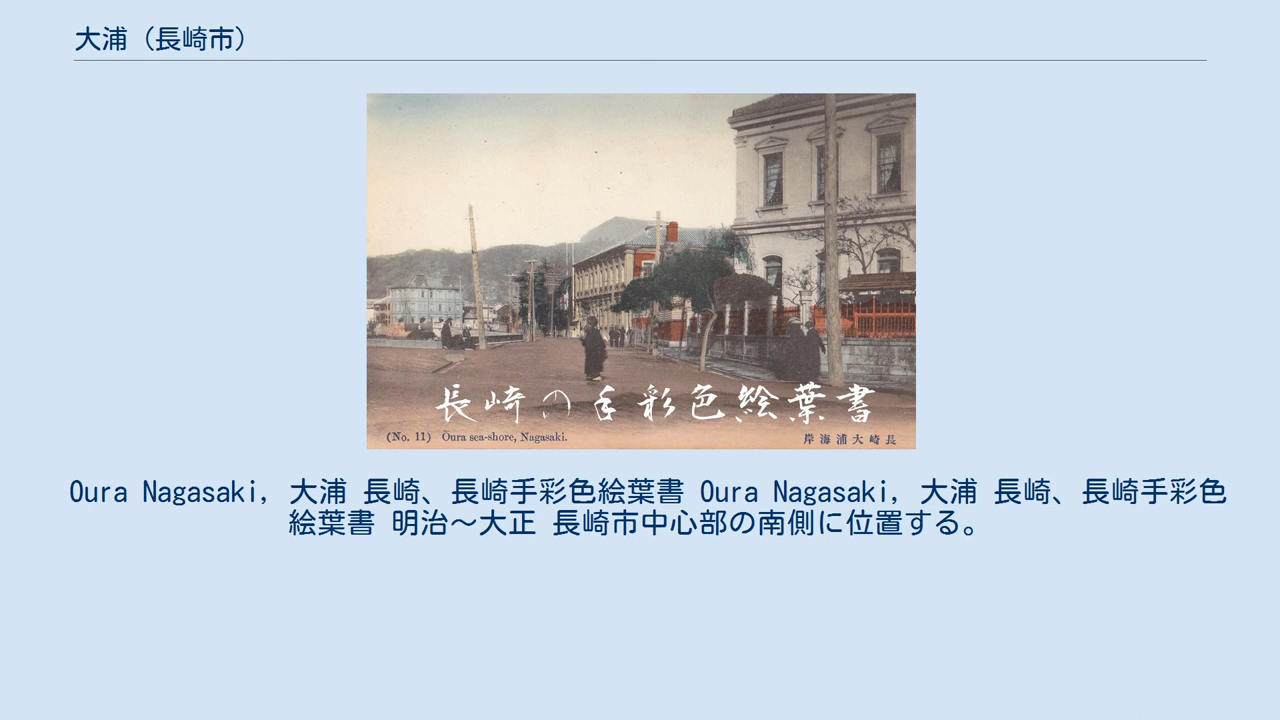 大浦（長崎市）
長崎の手彩色絵葉書
(No. 11) Oura sea-shore, Nagasaki.
岸海浦大崎長
Oura Nagasaki, 大浦 長崎、長崎手彩色絵葉書 Oura Nagasaki, 大浦 長崎、長崎手彩色
絵葉書 明治～大正 長崎市中心部の南側に位置する。